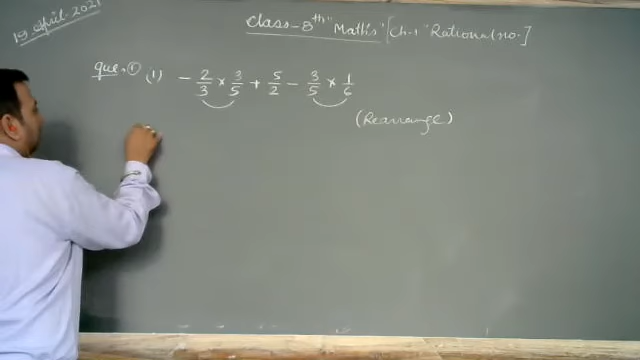 19 April 2021
Class-8th "Maths" [Ch-1 "Rational no.]
Que. ① (1) - 2/3 × 3/5 + 5/2 - 3/5 × 1/6
(Rearrange)